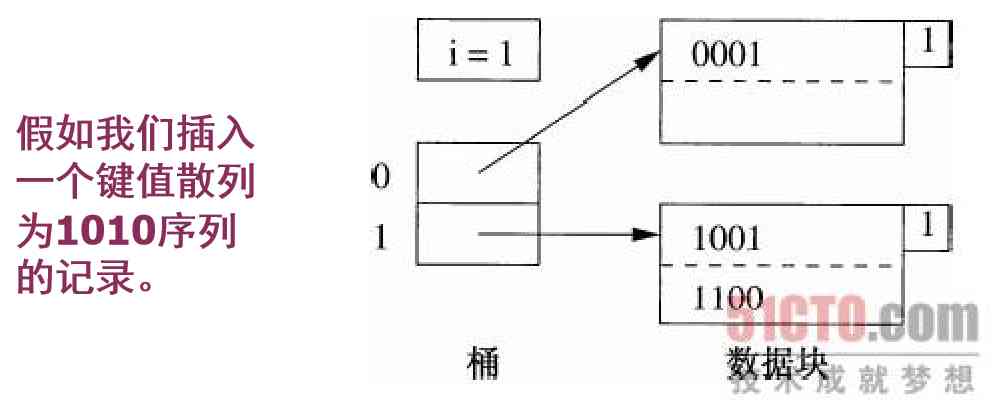 假如我们插入
一个键值散列
为1010序列
的记录。
i = 1
0
1
桶
0001
1
1001
1
1100
数据块
51CTO.com
技术成就梦想